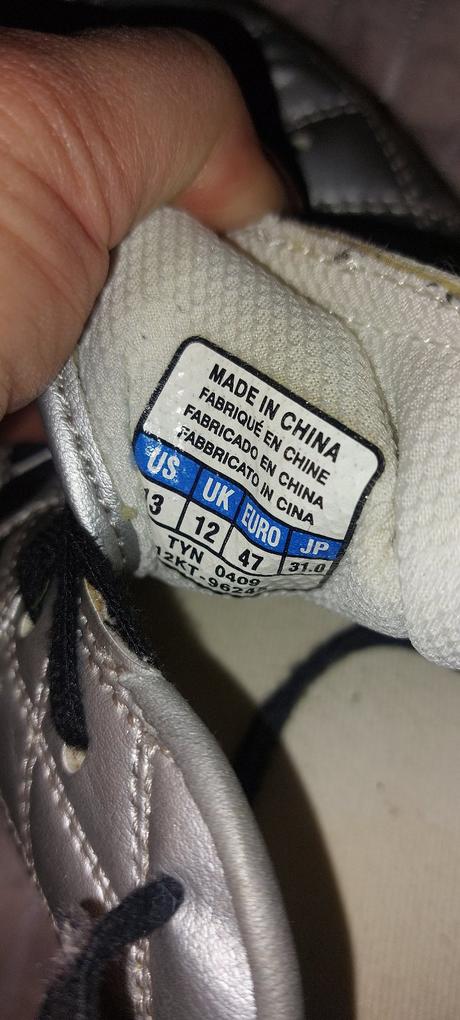 MADE IN CHINA
FABRIQUÉ EN CHINE
FABRICADO EN CHINA
FABBRICATO IN CINA
US UK EURO JP
13 12 47 31.0
TYN 0409